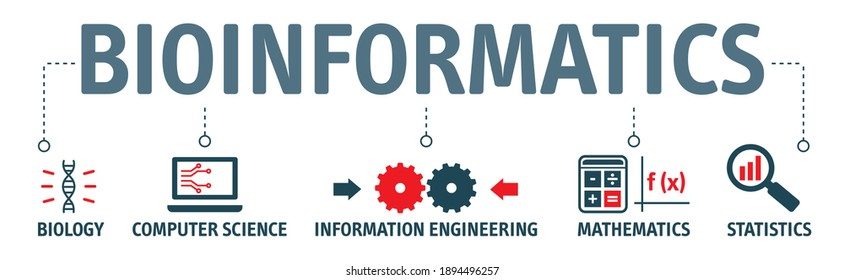 BIOINFORMATICS
f (x)
BIOLOGY
COMPUTER SCIENCE
INFORMATION ENGINEERING
MATHEMATICS
STATISTICS
shutterstock.com · 1894496257